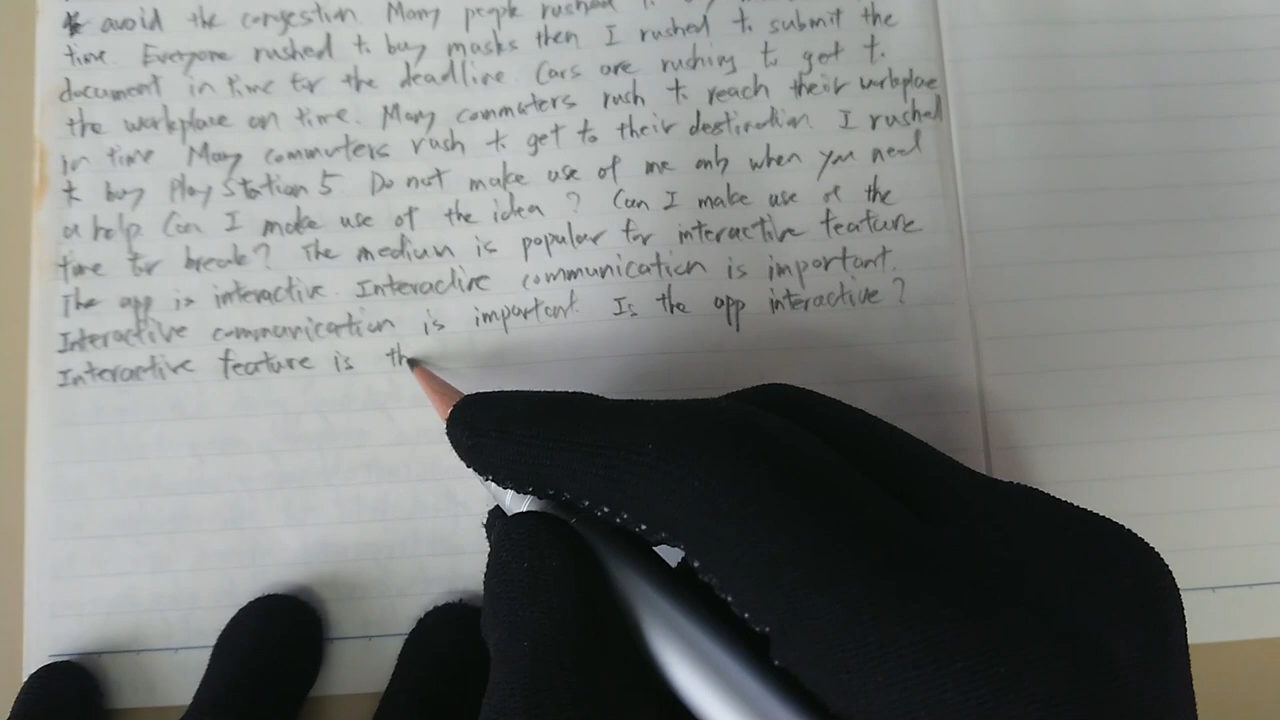 avoid the congestion. Many people rushed
time. Everyone rushed to buy masks then I rushed to submit the
document in time for the deadline. Cars are rushing to get to
the workplace on time. Many commuters rush to reach their workplace
in time Many commuters rush to get to their destination. I rushed
to buy PlayStation 5 Do not make use of me only when you need
a help Can I make use of the idea? Can I make use of the
time for break? The medium is popular for interactive feature
The app is interactive. Interactive communication is important.
Interactive communication is important. Is the app interactive?
Interactive feature is th